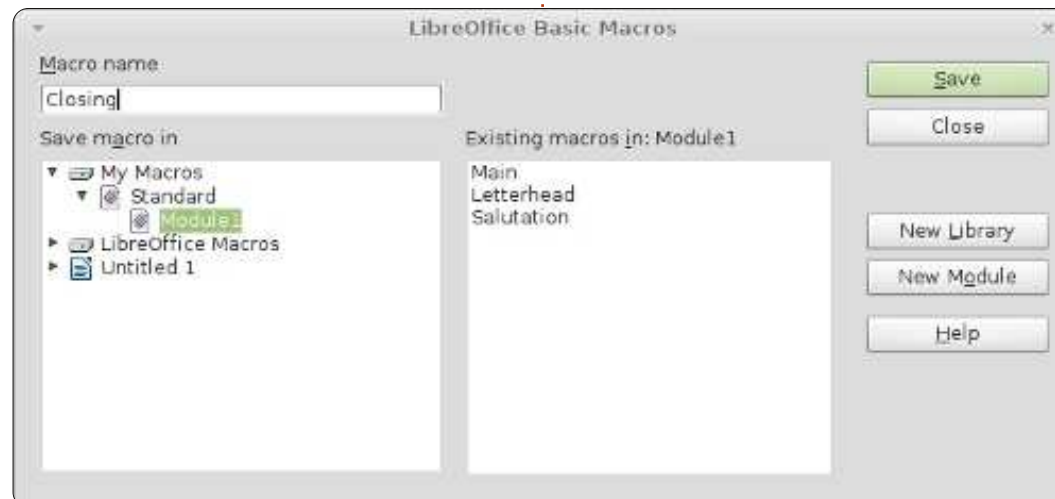 LibreOffice Basic Macros
Macro name
Closing
Save macro in
My Macros
Standard
Module1
LibreOffice Macros
Untitled 1
Existing macros in: Module1
Main
Letterhead
Salutation
Save
Close
New Library
New Module
Help